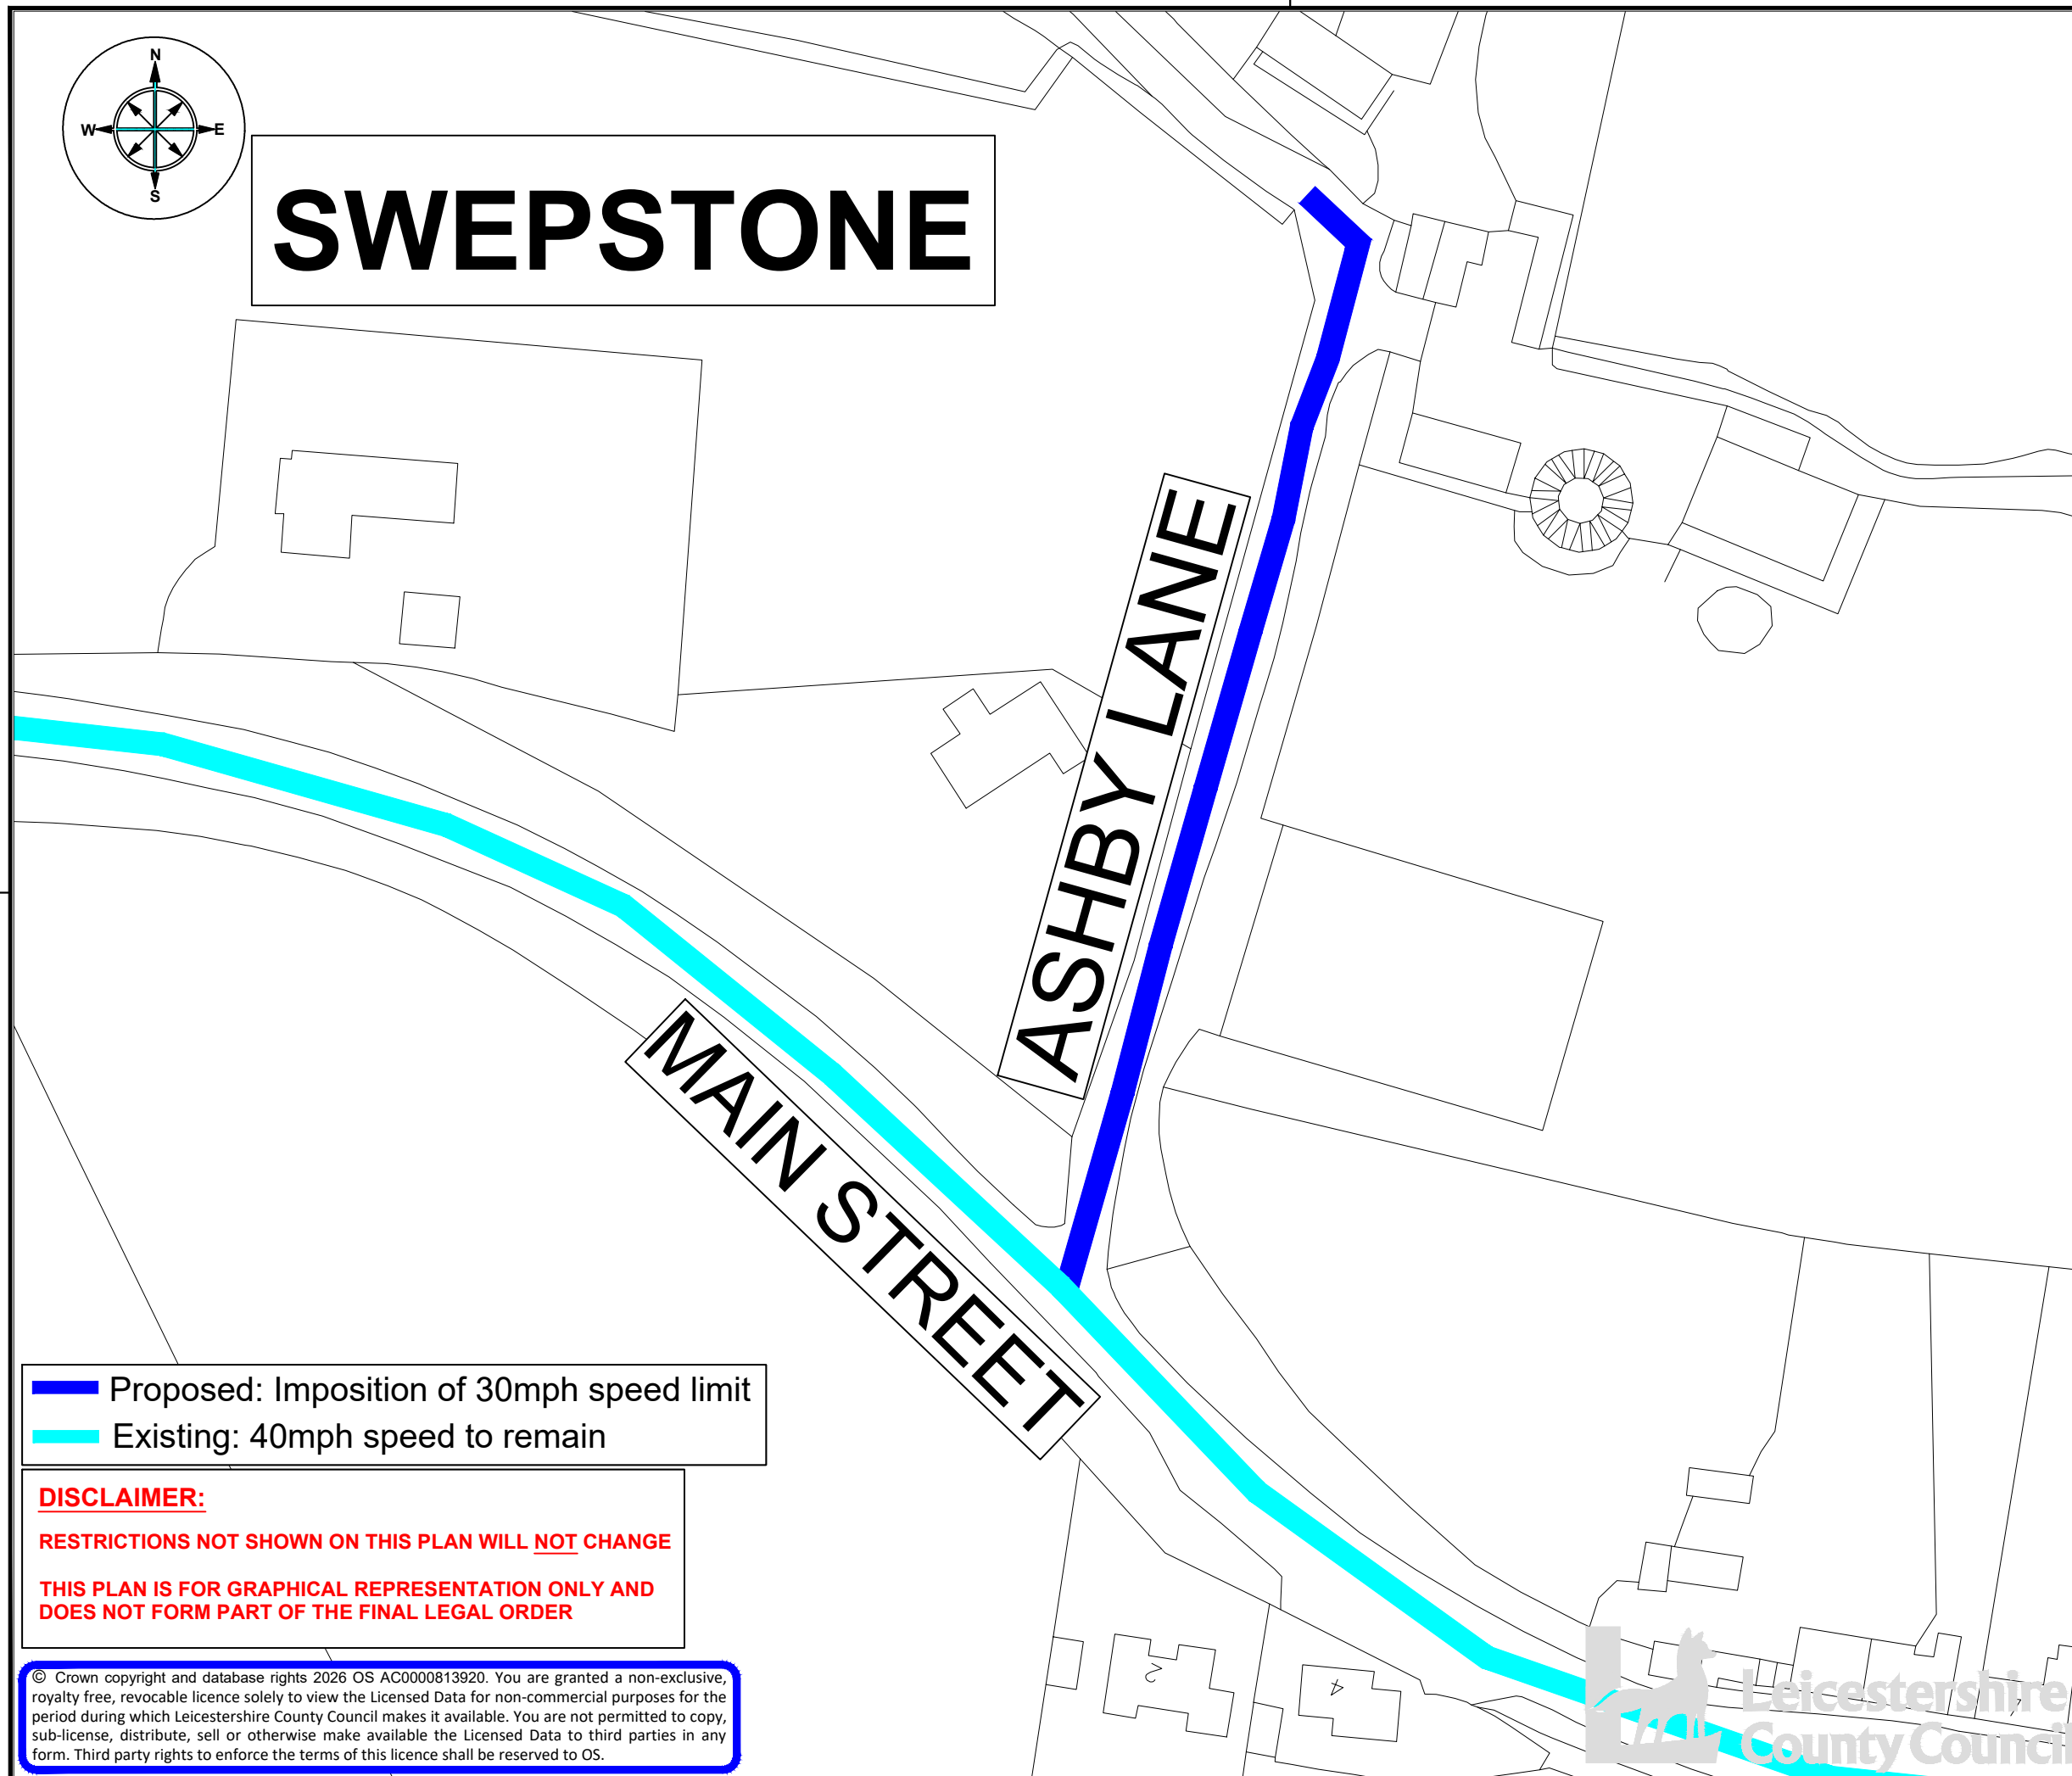 N
W E
S
SWEPSTONE
ASHBY LANE
MAIN STREET
Proposed: Imposition of 30mph speed limit
Existing: 40mph speed to remain
DISCLAIMER:
RESTRICTIONS NOT SHOWN ON THIS PLAN WILL NOT CHANGE
THIS PLAN IS FOR GRAPHICAL REPRESENTATION ONLY AND
DOES NOT FORM PART OF THE FINAL LEGAL ORDER
© Crown copyright and database rights 2026 OS AC0000813920. You are granted a non-exclusive,
royalty free, revocable licence solely to view the Licensed Data for non-commercial purposes for the
period during which Leicestershire County Council makes it available. You are not permitted to copy,
sub-license, distribute, sell or otherwise make available the Licensed Data to third parties in any
form. Third party rights to enforce the terms of this licence shall be reserved to OS.
2
4
Leicestershire
County Council